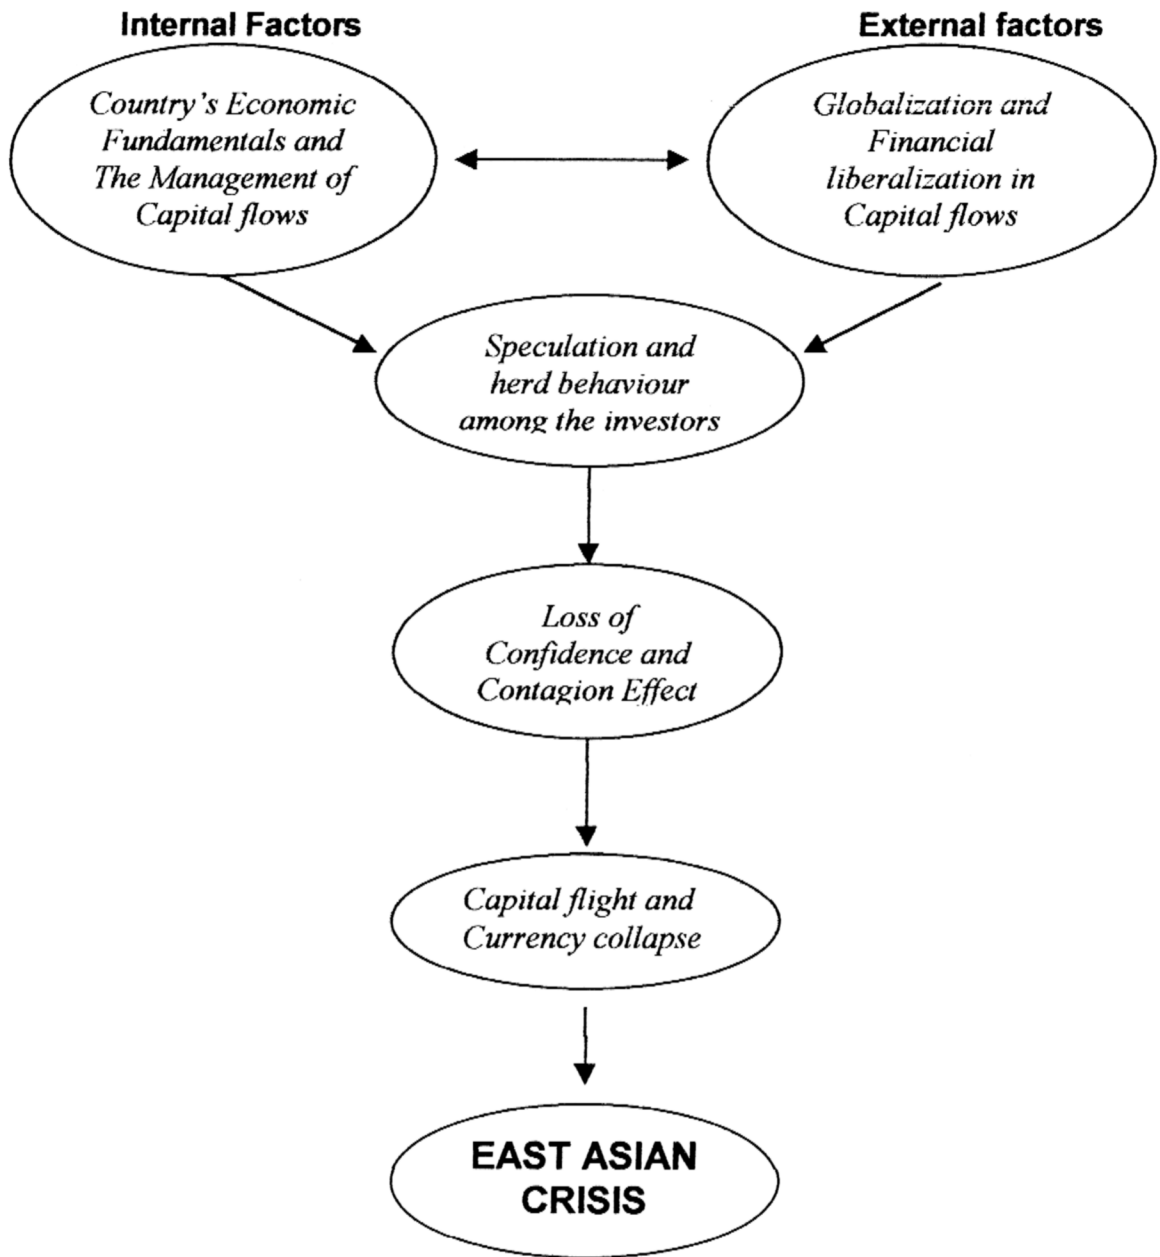 Internal Factors
External factors
Country's Economic
Fundamentals and
The Management of
Capital flows
Globalization and
Financial
liberalization in
Capital flows
Speculation and
herd behaviour
among the investors
Loss of
Confidence and
Contagion Effect
Capital flight and
Currency collapse
EAST ASIAN
CRISIS